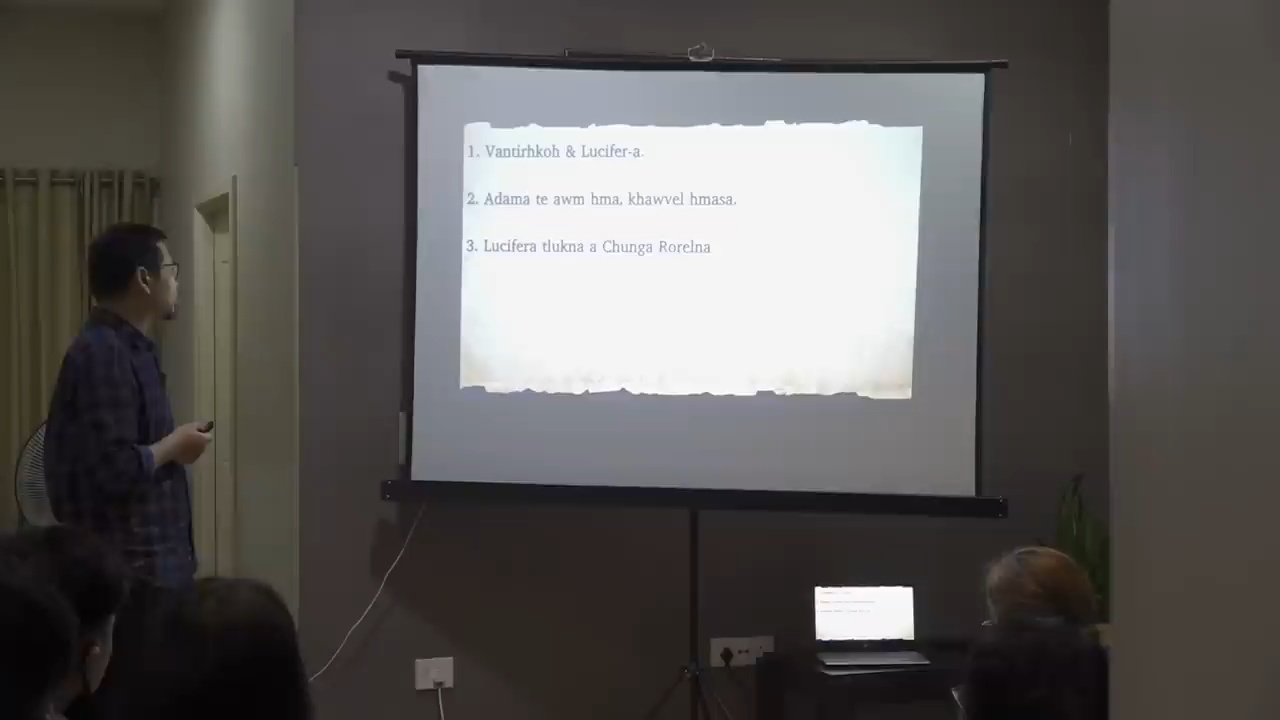 1. Vantirhkoh & Lucifer-a.
2. Adama te awm hma, khawvel hmasa.
3. Lucifera tlukna a Chunga Rorelna